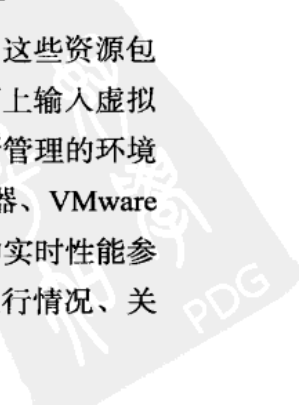 这些资源包
上输入虚拟
管理的环境
器、VMware
实时性能参
行情况、关
PDG